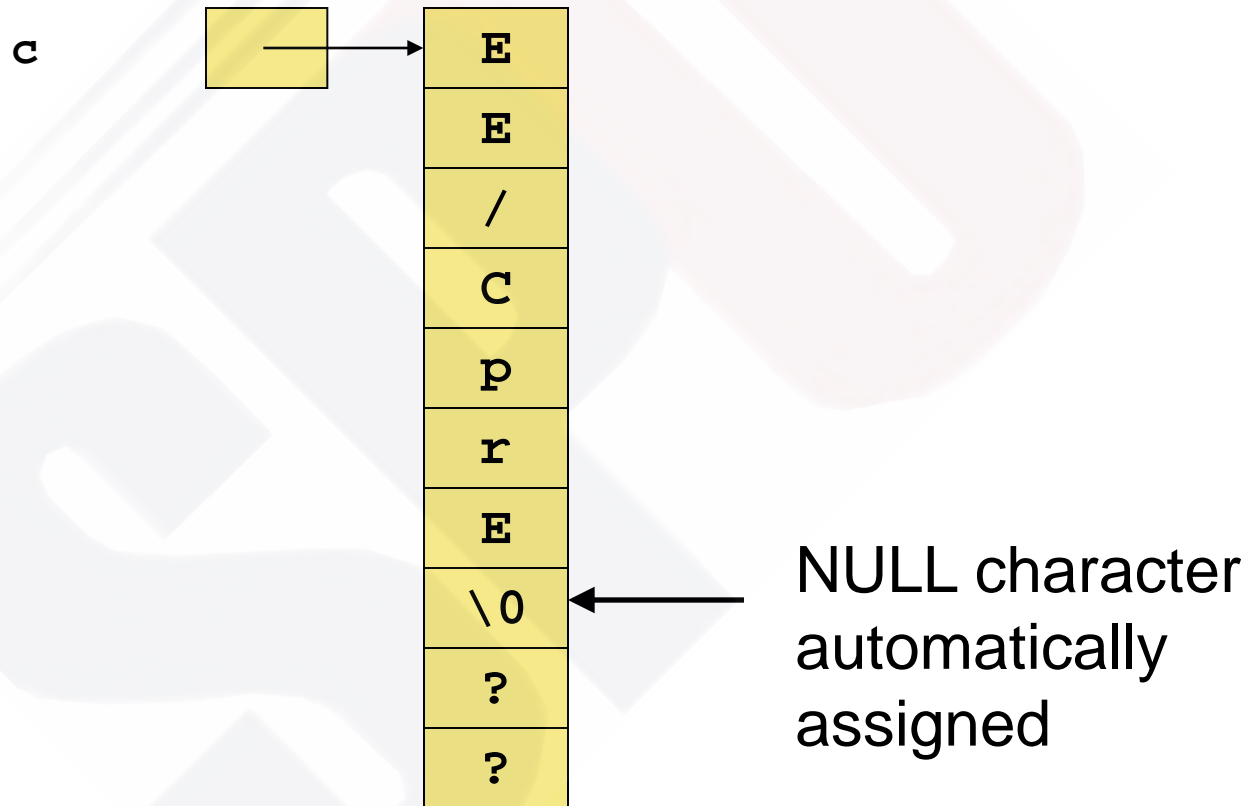 c
E
E
/
C
p
r
E
\0
?
?
NULL character
automatically
assigned